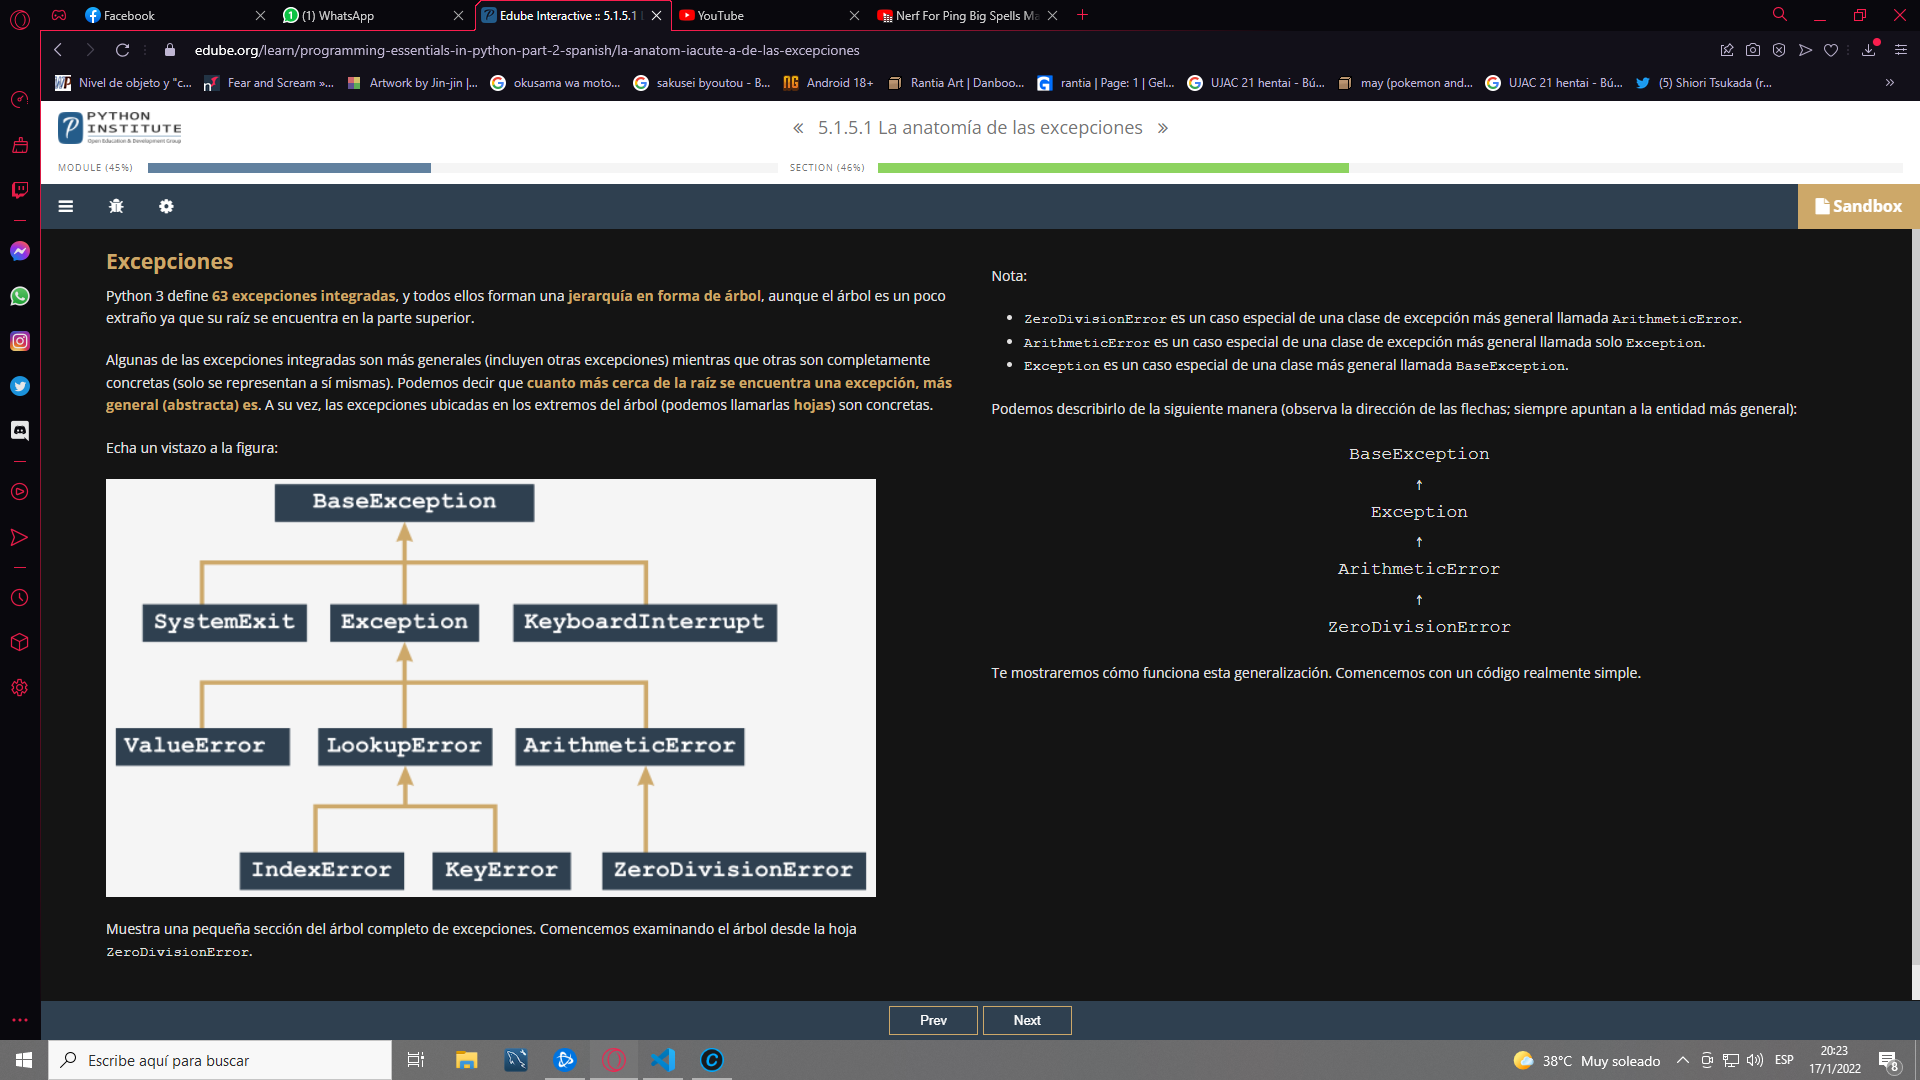 Facebook
(1) WhatsApp
Edube Interactive :: 5.1.5.1
YouTube
Nerf For Ping Big Spells Ma
edube.org/learn/programming-essentials-in-python-part-2-spanish/la-anatom-iacute-a-de-las-excepciones
Nivel de objeto y "c...
Fear and Scream »...
Artwork by Jin-jin |...
okusama wa moto...
sakusei byoutou - B...
Android 18+
Rantia Art | Danboo...
rantia | Page: 1 | Gel...
UJAC 21 hentai - Bú...
may (pokemon and...
UJAC 21 hentai - Bú...
(5) Shiori Tsukada (r...
»
PYTHON
INSTITUTE
Open Education & Development Group
« 5.1.5.1 La anatomía de las excepciones »
MODULE (45%)
SECTION (46%)
Sandbox
Excepciones
Python 3 define 63 excepciones integradas, y todos ellos forman una jerarquía en forma de árbol, aunque el árbol es un poco
extraño ya que su raíz se encuentra en la parte superior.
Algunas de las excepciones integradas son más generales (incluyen otras excepciones) mientras que otras son completamente
concretas (solo se representan a sí mismas). Podemos decir que cuanto más cerca de la raíz se encuentra una excepción, más
general (abstracta) es. A su vez, las excepciones ubicadas en los extremos del árbol (podemos llamarlas hojas) son concretas.
Echa un vistazo a la figura:
BaseException
SystemExit
Exception
KeyboardInterrupt
ValueError
LookupError
ArithmeticError
IndexError
KeyError
ZeroDivisionError
Muestra una pequeña sección del árbol completo de excepciones. Comencemos examinando el árbol desde la hoja
ZeroDivisionError.
Nota:
• ZeroDivisionError es un caso especial de una clase de excepción más general llamada ArithmeticError.
• ArithmeticError es un caso especial de una clase de excepción más general llamada solo Exception.
• Exception es un caso especial de una clase más general llamada BaseException.
Podemos describirlo de la siguiente manera (observa la dirección de las flechas; siempre apuntan a la entidad más general):
BaseException
↑
Exception
↑
ArithmeticError
↑
ZeroDivisionError
Te mostraremos cómo funciona esta generalización. Comencemos con un código realmente simple.
Prev
Next
Escribe aquí para buscar
38°C Muy soleado
ESP
20:23
17/1/2022
8